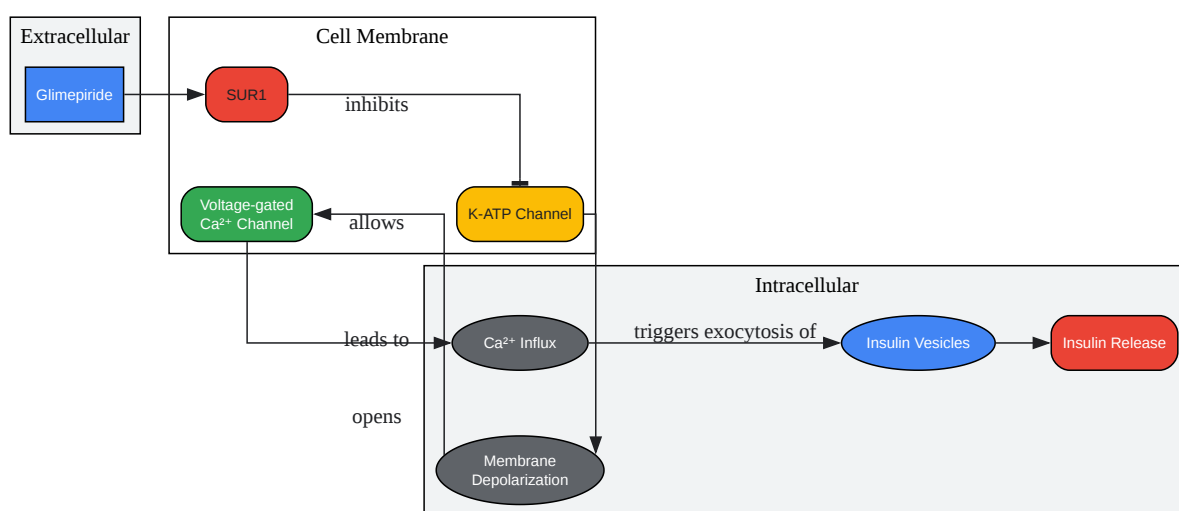 Extracellular
Cell Membrane
Glimepiride
SUR1
inhibits
Voltage-gated
Ca²⁺ Channel
allows
K-ATP Channel
Intracellular
leads to
Ca²⁺ Influx
triggers exocytosis of
Insulin Vesicles
Insulin Release
opens
Membrane
Depolarization